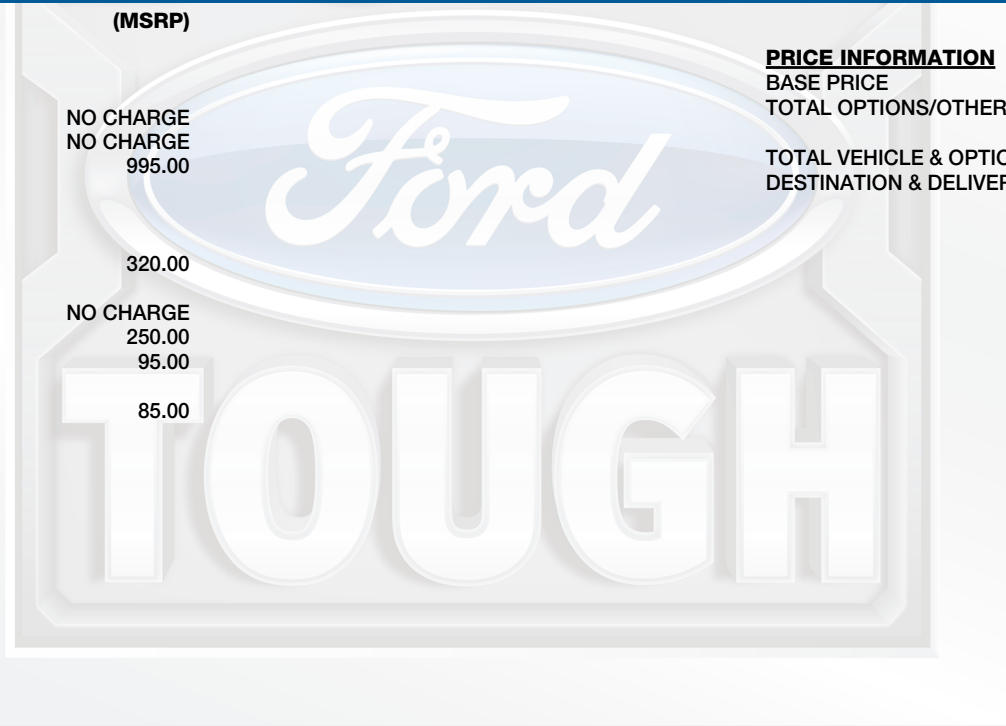 (MSRP)
NO CHARGE
NO CHARGE
995.00
320.00
NO CHARGE
250.00
95.00
85.00
PRICE INFORMATION
BASE PRICE
TOTAL OPTIONS/OTHER
TOTAL VEHICLE & OPTIO
DESTINATION & DELIVER
Ford
TOUGH